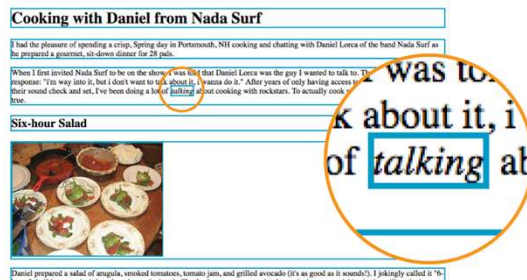 Cooking with Daniel from Nada Surf
I had the pleasure of spending a crisp, Spring day in Portsmouth, NH cooking and chatting with Daniel Lorca of the band Nada Surf as
he prepared a gourmet, sit-down dinner for 28 pals.
When I first invited Nada Surf to be on the show, I was told that Daniel Lorca was the guy I wanted to talk to. Th
response: "i'm way into it, but i don't want to talk about it, i wanna do it." After years of only having access to
their sound check and set, I've been doing a lot of talking about cooking with rockstars. To actually cook
true.
was to
k about it, i
of talking ab
Six-hour Salad
Daniel prepared a salad of arugula, smoked tomatoes, tomato jam, and grilled avocado (it's as good as it sounds!). I jokingly called it "6-